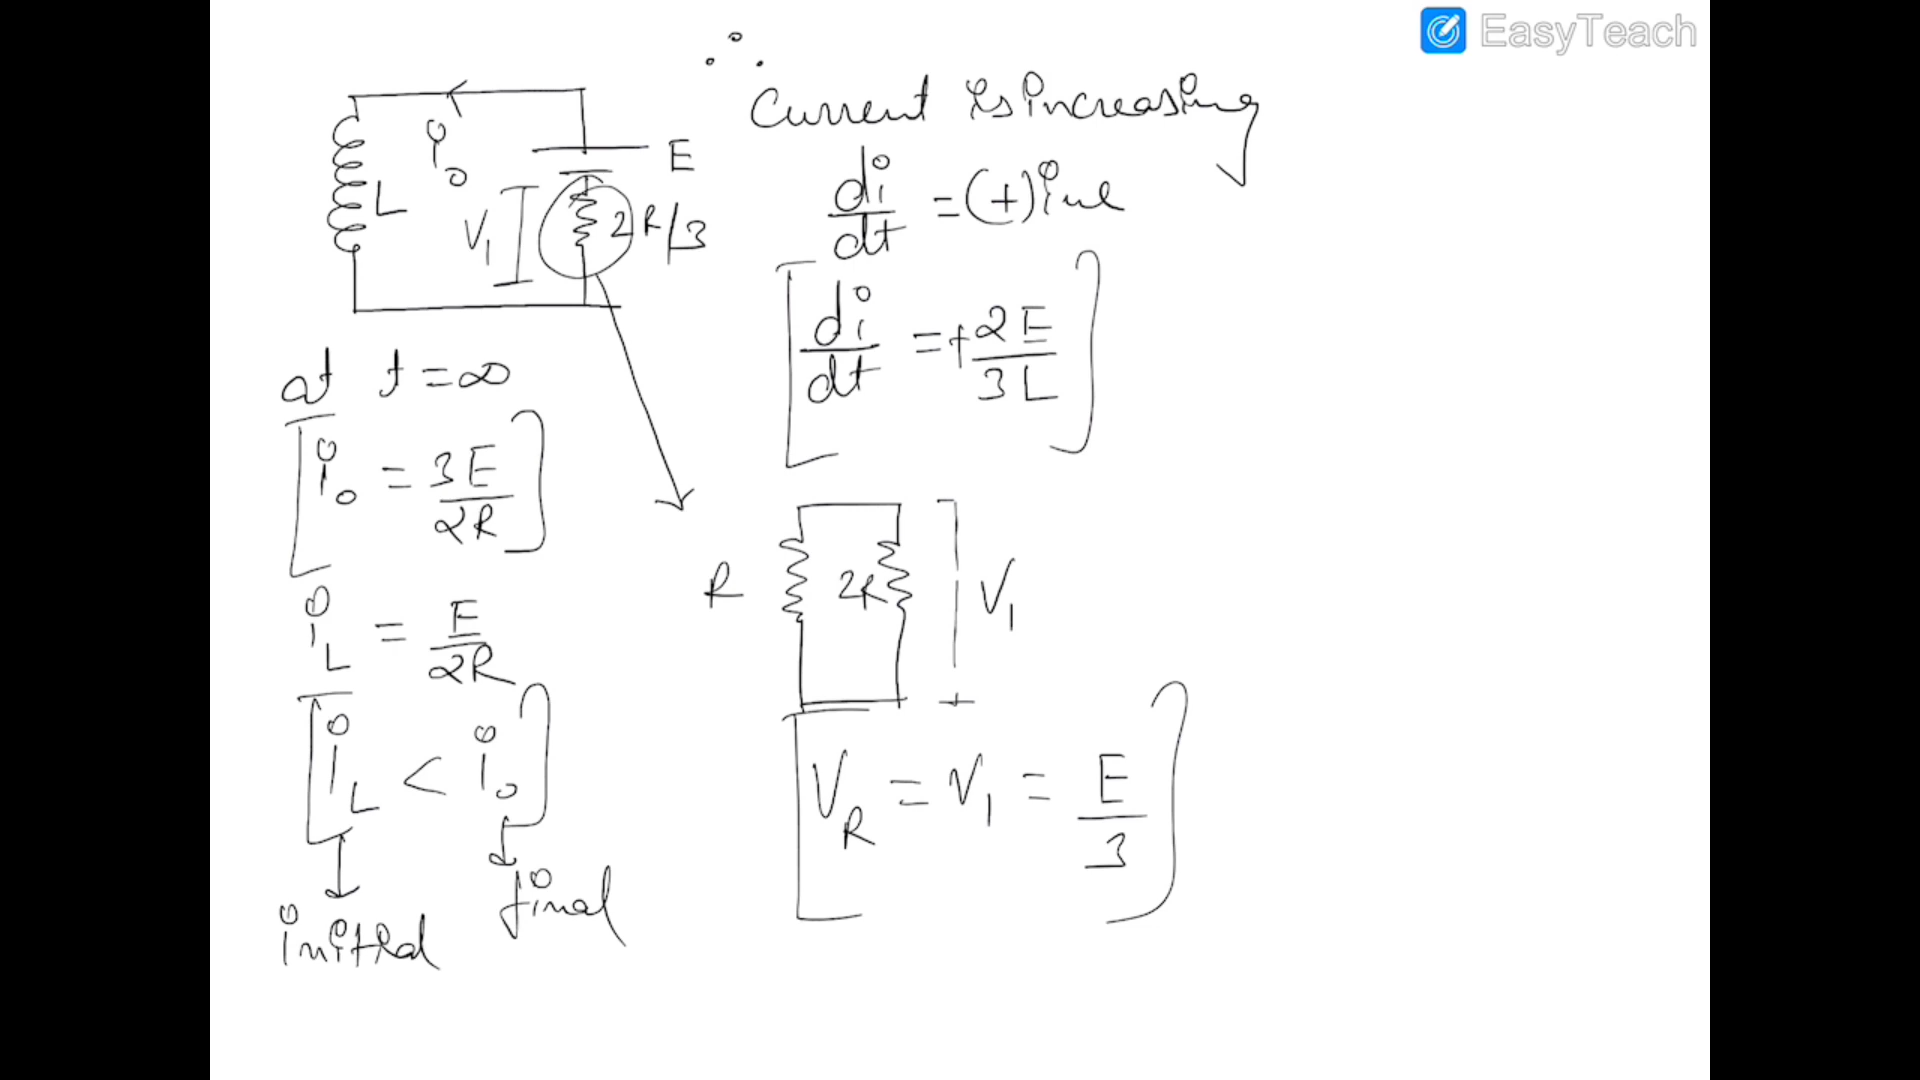 EasyTeach
∴ Current is increasing
di/dt = (+)ive
di/dt = +2E/3L
i0
E
L
V1
2R/3
at t = ∞
i0 = 3E/2R
iL = E/2R
iL < i0
initial
final
R
2R
V1
VR = V1 = E/3